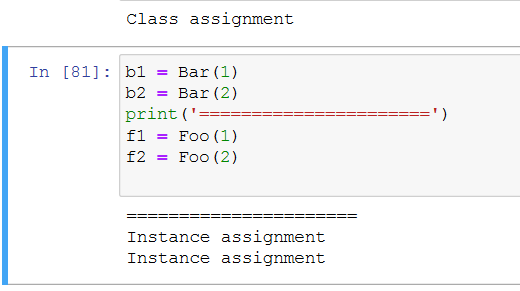 Class assignment
In [81]: b1 = Bar(1)
b2 = Bar(2)
print('======================')
f1 = Foo(1)
f2 = Foo(2)
======================
Instance assignment
Instance assignment